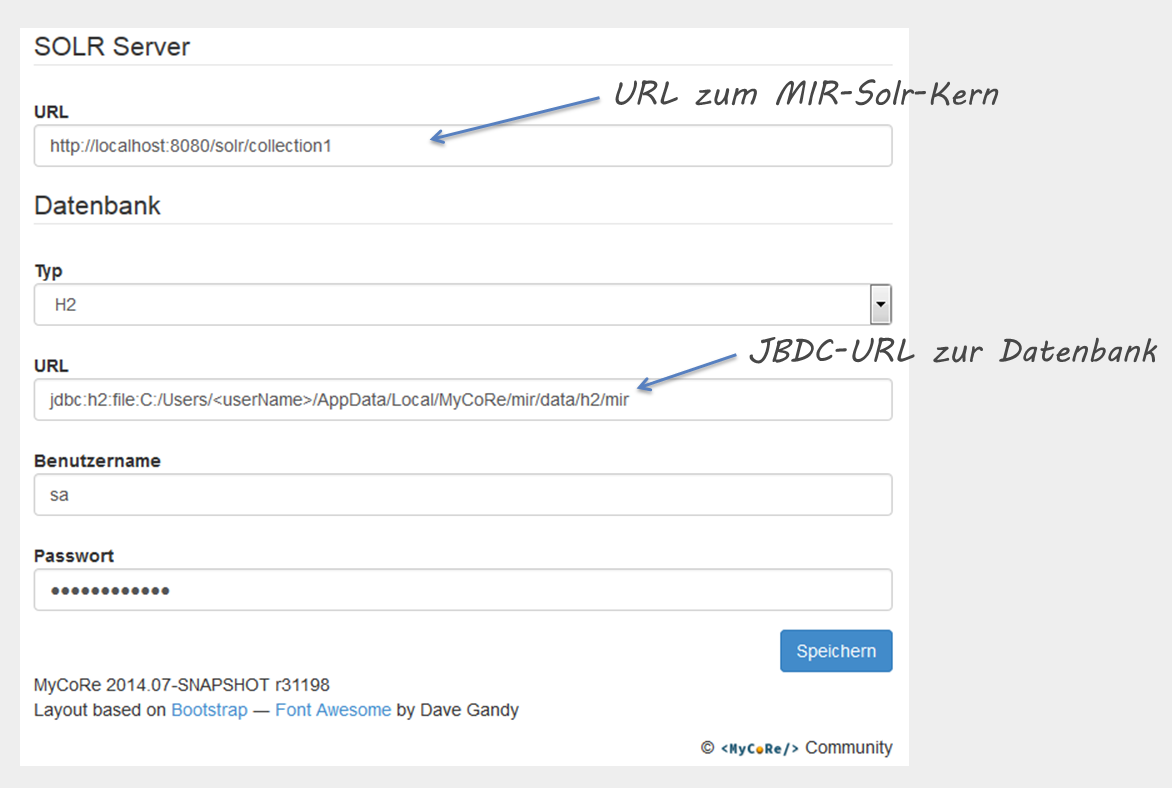 SOLR Server
URL zum MIR-Solr-Kern
URL
http://localhost:8080/solr/collection1
Datenbank
Typ
H2
JBDC-URL zur Datenbank
URL
jdbc:h2:file:C:/Users/<userName>/AppData/Local/MyCoRe/mir/data/h2/mir
Benutzername
sa
Passwort
••••••••••••
Speichern
MyCoRe 2014.07-SNAPSHOT r31198
Layout based on Bootstrap — Font Awesome by Dave Gandy
© <MyCoRe/> Community